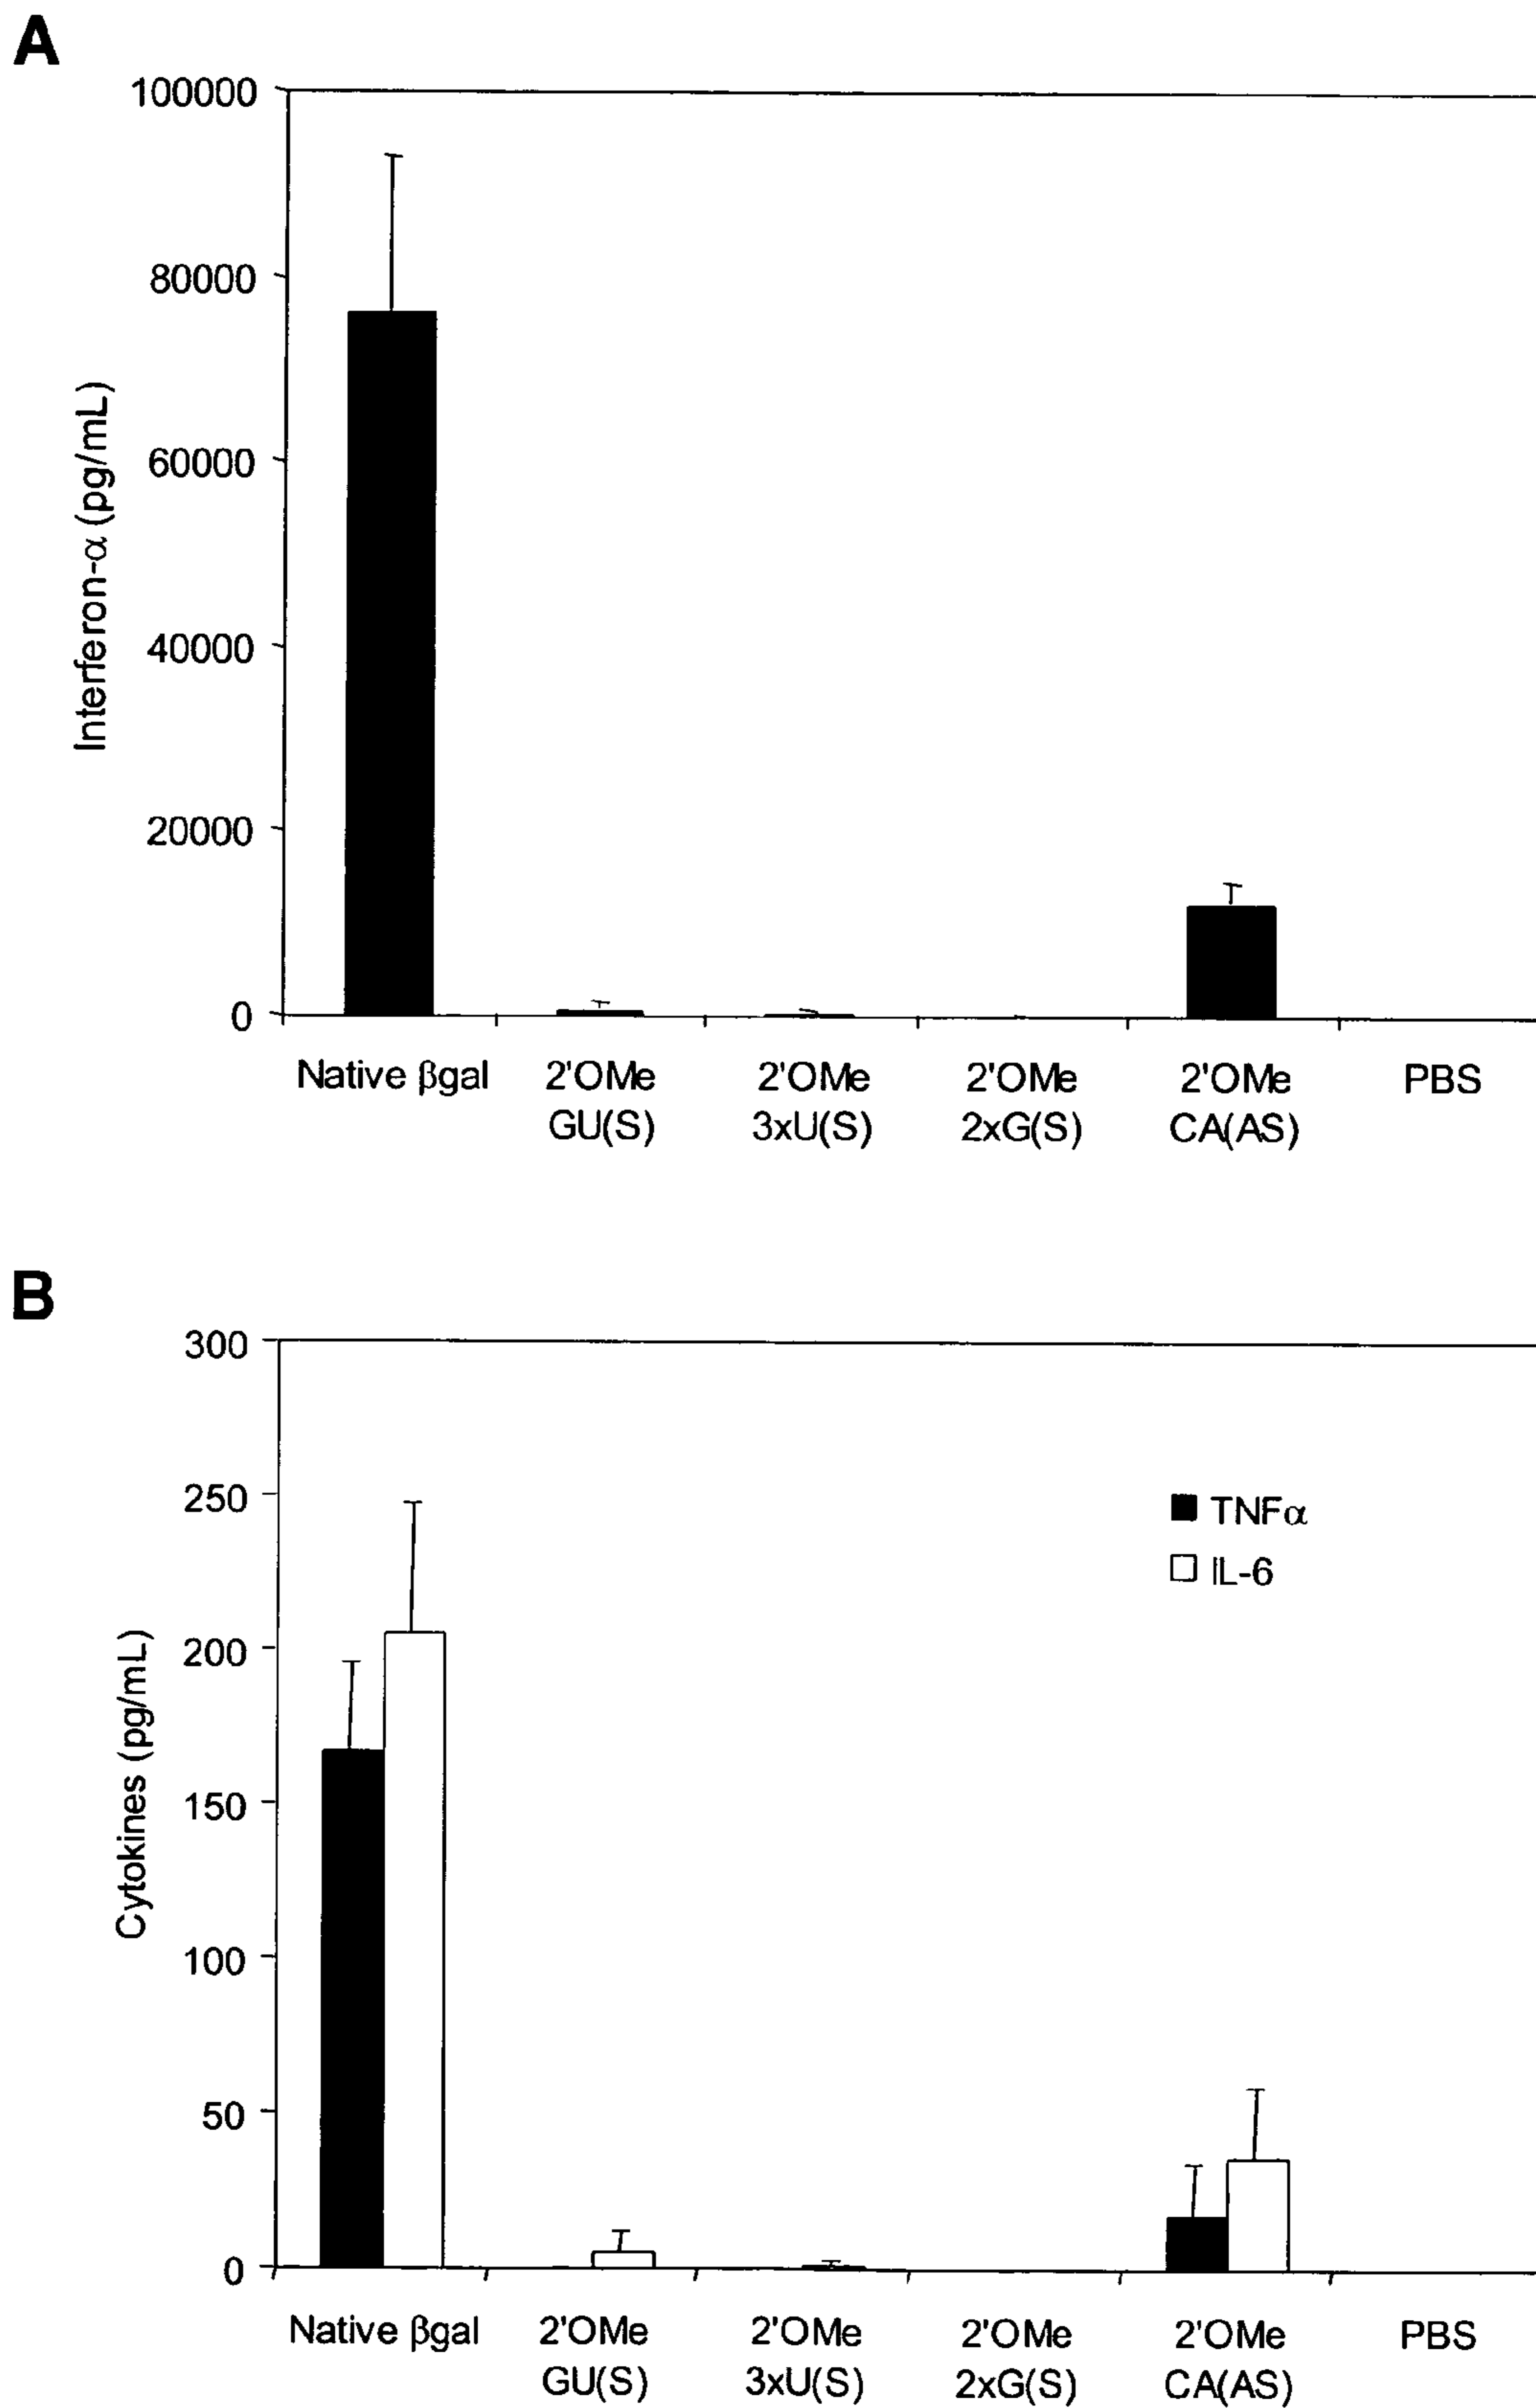 A
100000
80000
60000
40000
20000
0
Interferon-α (pg/mL)
Native βgal
2'OMe
GU(S)
2'OMe
3xU(S)
2'OMe
2xG(S)
2'OMe
CA(AS)
PBS
B
300
250
200
150
100
50
0
Cytokines (pg/mL)
TNFα
IL-6
Native βgal
2'OMe
GU(S)
2'OMe
3xU(S)
2'OMe
2xG(S)
2'OMe
CA(AS)
PBS